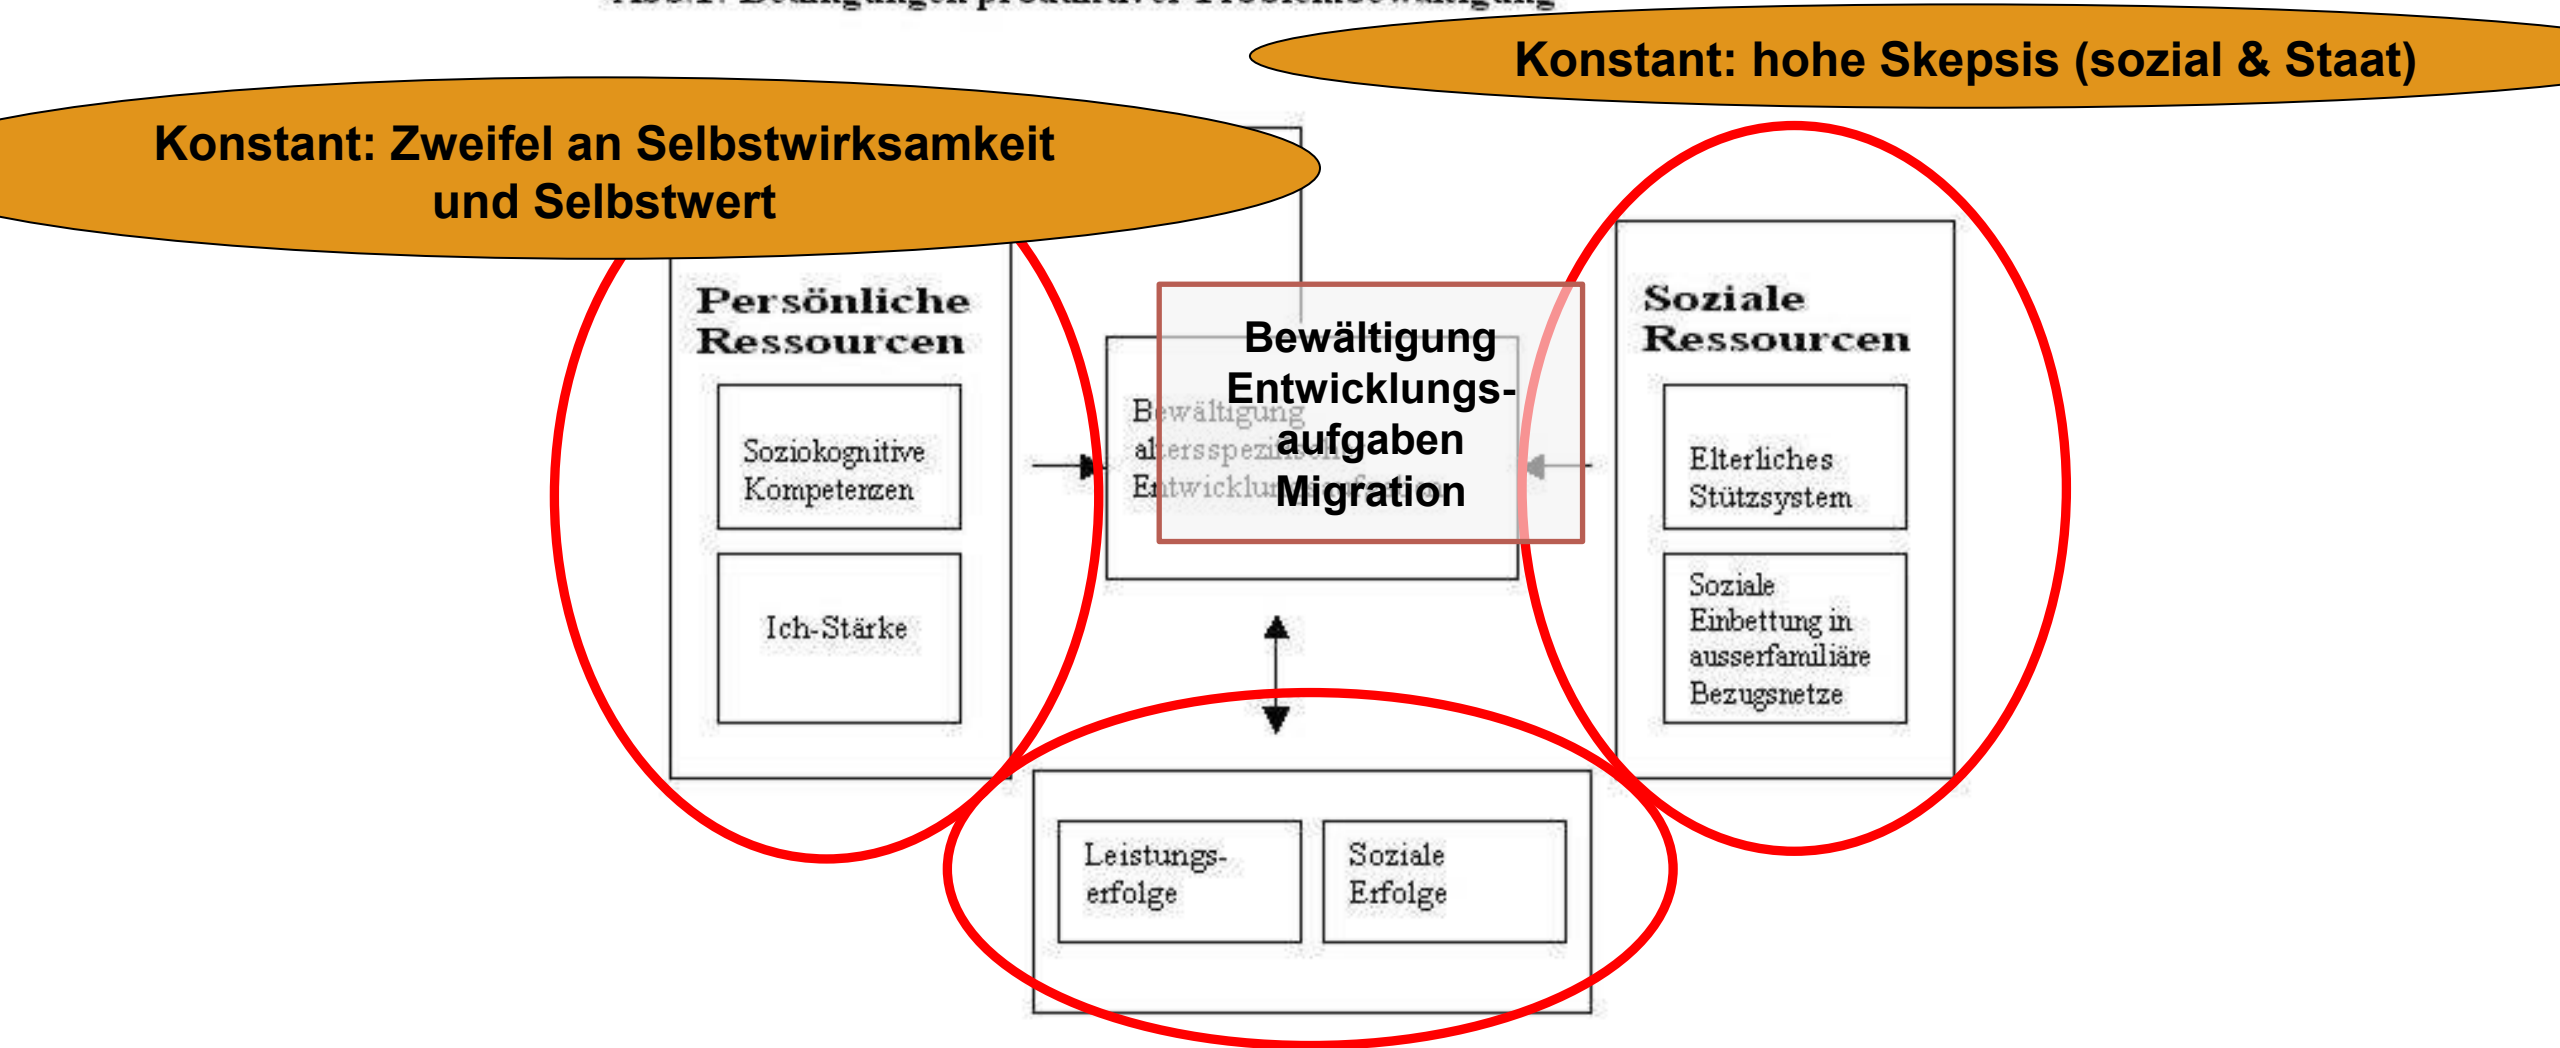 Konstant: hohe Skepsis (sozial & Staat)
Konstant: Zweifel an Selbstwirksamkeit
und Selbstwert
Persönliche
Ressourcen
Soziokognitive
Kompetenzen
Ich-Stärke
Bewältigung
Entwicklungs-
aufgaben
Migration
Bewältigung
Soziale
Ressourcen
Elterliches
Stützsystem
Soziale
Einbettung in
ausserfamiliäre
Bezugsnetze
Leistungs-
erfolge
Soziale
Erfolge